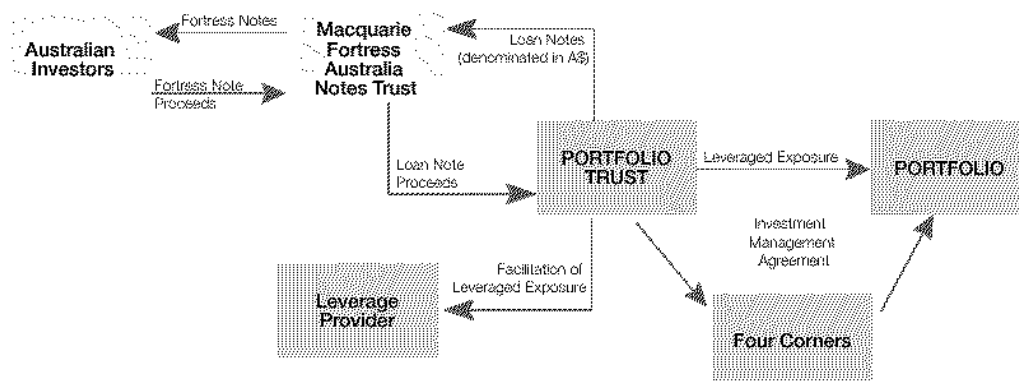 Fortress Notes
Australian
Investors
Fortress Note
Proceeds
Macquarie
Fortress
Australia
Notes Trust
Loan Notes
(denominated in A$)
Loan Note
Proceeds
PORTFOLIO
TRUST
Leveraged Exposure
PORTFOLIO
Investment
Management
Agreement
Facilitation of
Leveraged Exposure
Leverage
Provider
Four Corners